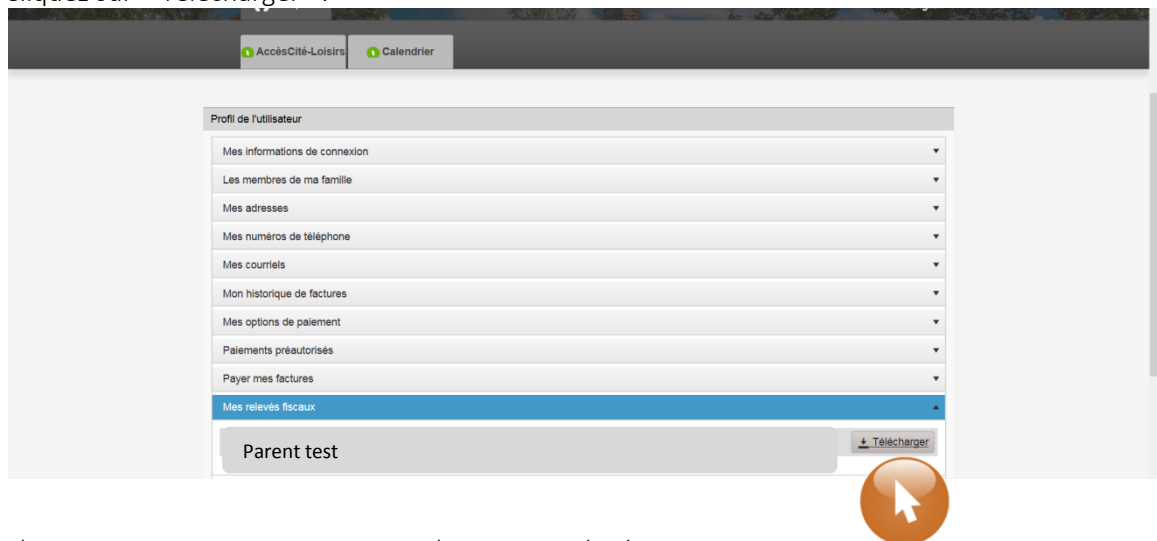 AccèsCité-Loisirs Calendrier
Profil de l'utilisateur
Mes informations de connexion
Les membres de ma famille
Mes adresses
Mes numéros de téléphone
Mes courriels
Mon historique de factures
Mes options de paiement
Paiements préautorisés
Payer mes factures
Mes relevés fiscaux
Parent test Télécharger